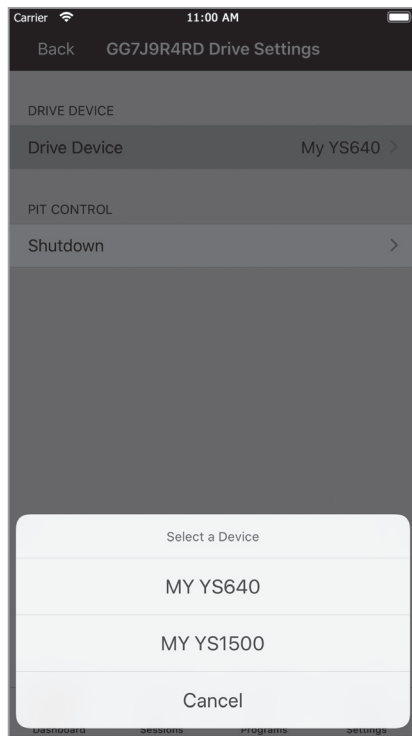 Carrier 11:00 AM
Back GG7J9R4RD Drive Settings
DRIVE DEVICE
Drive Device My YS640
PIT CONTROL
Shutdown
Select a Device
MY YS640
MY YS1500
Cancel
Dashboard Sessions Programs Settings